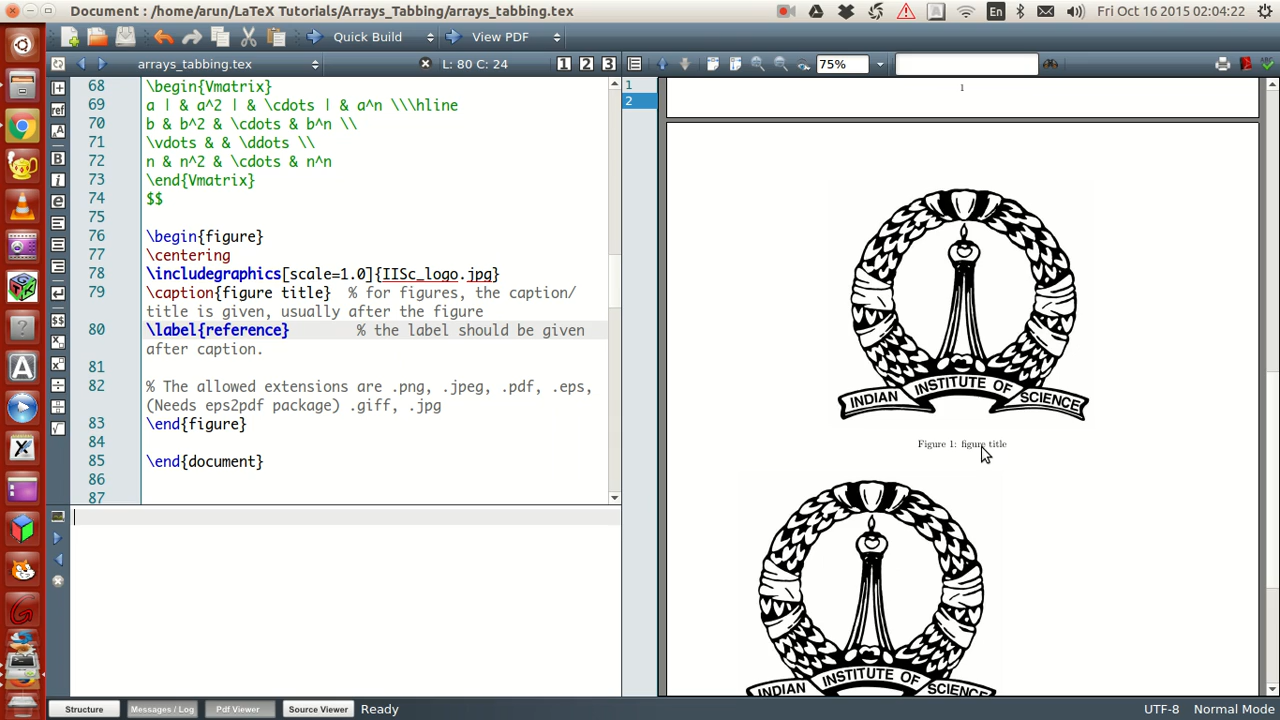 Document : /home/arun/LaTeX Tutorials/Arrays_Tabbing/arrays_tabbing.tex
En
Fri Oct 16 2015 02:04:22
Quick Build
View PDF
arrays_tabbing.tex
L: 80 C: 24
1 2 3
75%
68 \begin{Vmatrix}
69 a | & a^2 | & \cdots | & a^n \\\hline
70 b & b^2 & \cdots & b^n \\
71 \vdots & & \ddots \\
72 n & n^2 & \cdots & n^n
73 \end{Vmatrix}
74 $$
75
76 \begin{figure}
77 \centering
78 \includegraphics[scale=1.0]{IISc_logo.jpg}
79 \caption{figure title} % for figures, the caption/
title is given, usually after the figure
80 \label{reference} % the label should be given
after caption.
81
82 % The allowed extensions are .png, .jpeg, .pdf, .eps,
(Needs eps2pdf package) .giff, .jpg
83 \end{figure}
84
85 \end{document}
86
87
1
2
1
INDIAN INSTITUTE OF SCIENCE
Figure 1: figure title
INDIAN INSTITUTE OF SCIENCE
Structure
Messages / Log
Pdf Viewer
Source Viewer
Ready
UTF-8
Normal Mode